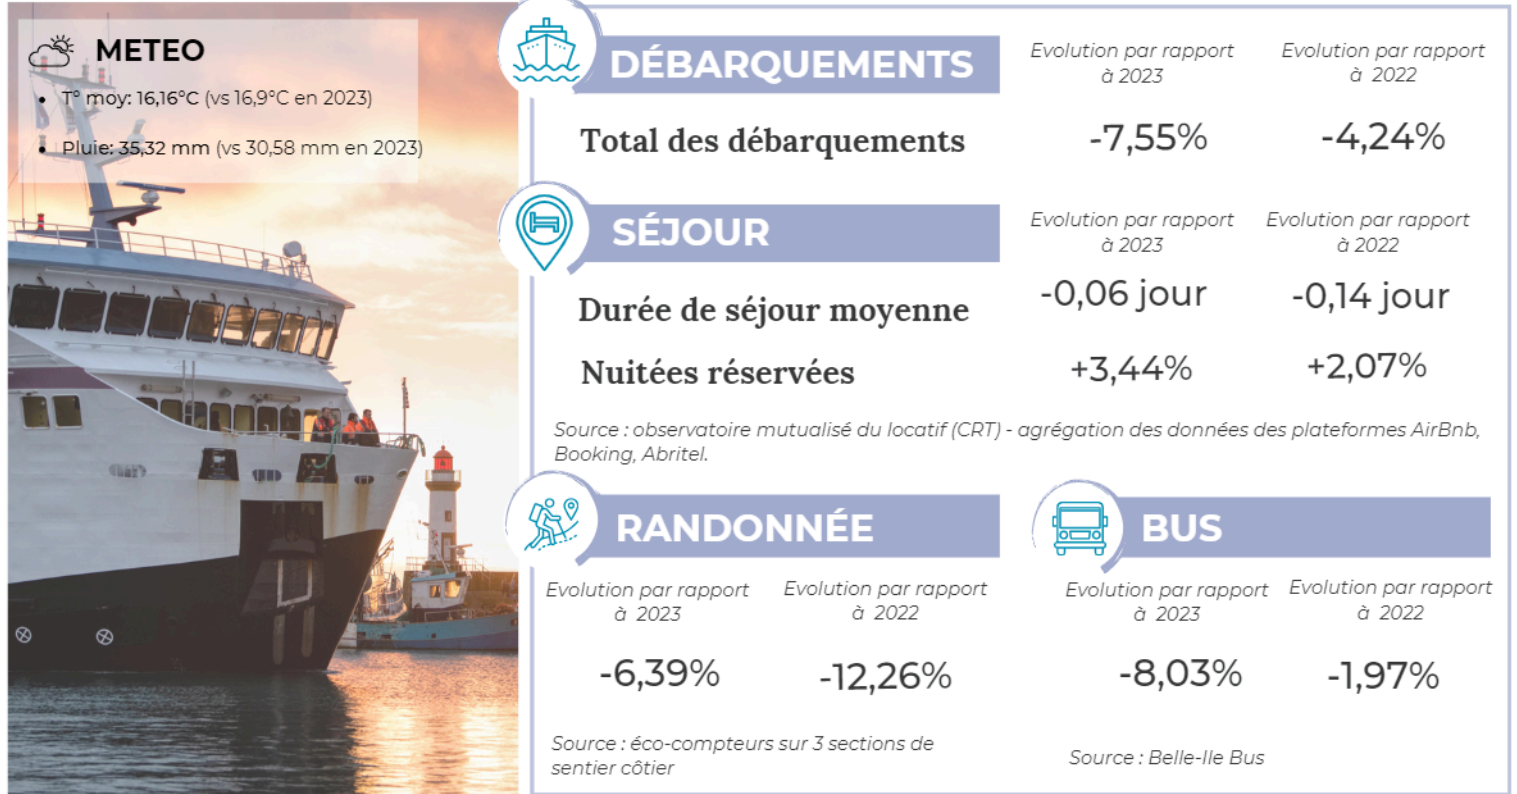 METEO
T° moy: 16,16°C (vs 16,9°C en 2023)
Pluie: 35,32 mm (vs 30,58 mm en 2023)
DÉBARQUEMENTS
Evolution par rapport
à 2023
Evolution par rapport
à 2022
Total des débarquements
-7,55%
-4,24%
SÉJOUR
Evolution par rapport
à 2023
Evolution par rapport
à 2022
Durée de séjour moyenne
-0,06 jour
-0,14 jour
Nuitées réservées
+3,44%
+2,07%
Source : observatoire mutualisé du locatif (CRT) - agrégation des données des plateformes AirBnb,
Booking, Abritel.
RANDONNÉE
Evolution par rapport
à 2023
Evolution par rapport
à 2022
-6,39%
-12,26%
Source : éco-compteurs sur 3 sections de
sentier côtier
BUS
Evolution par rapport
à 2023
Evolution par rapport
à 2022
-8,03%
-1,97%
Source : Belle-Ile Bus